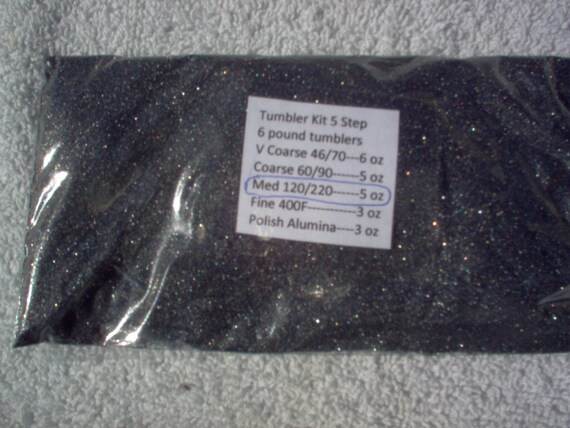 Tumbler Kit 5 Step
6 pound tumblers
V Coarse 46/70---6 oz
Coarse 60/90------5 oz
Med 120/220------5 oz
Fine 400F------------3 oz
Polish Alumina----3 oz